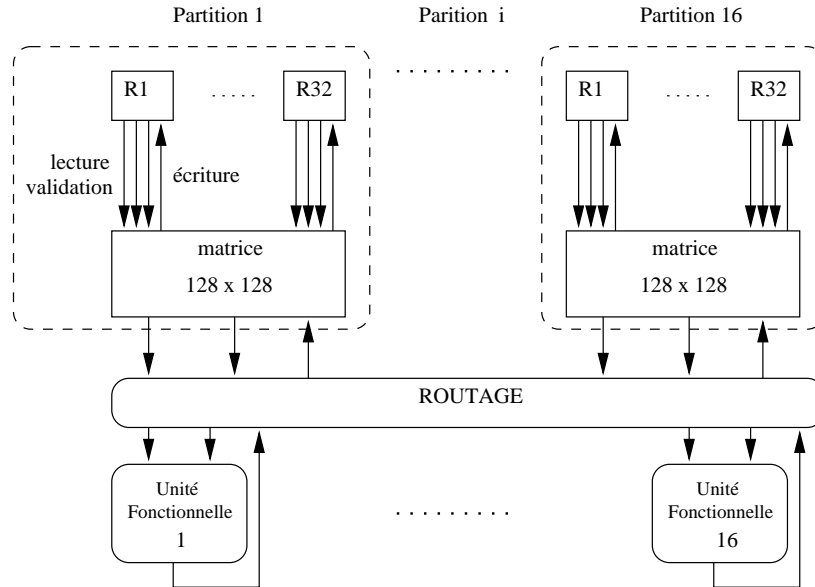 Partition 1 Parition i Partition 16
. . . . . . . . .
R1 . . . . . R32 R1 . . . . . R32
lecture
validation
écriture
matrice matrice
128 x 128 128 x 128
ROUTAGE
Unité Unité
Fonctionnelle Fonctionnelle
1 . . . . . . . . . 16